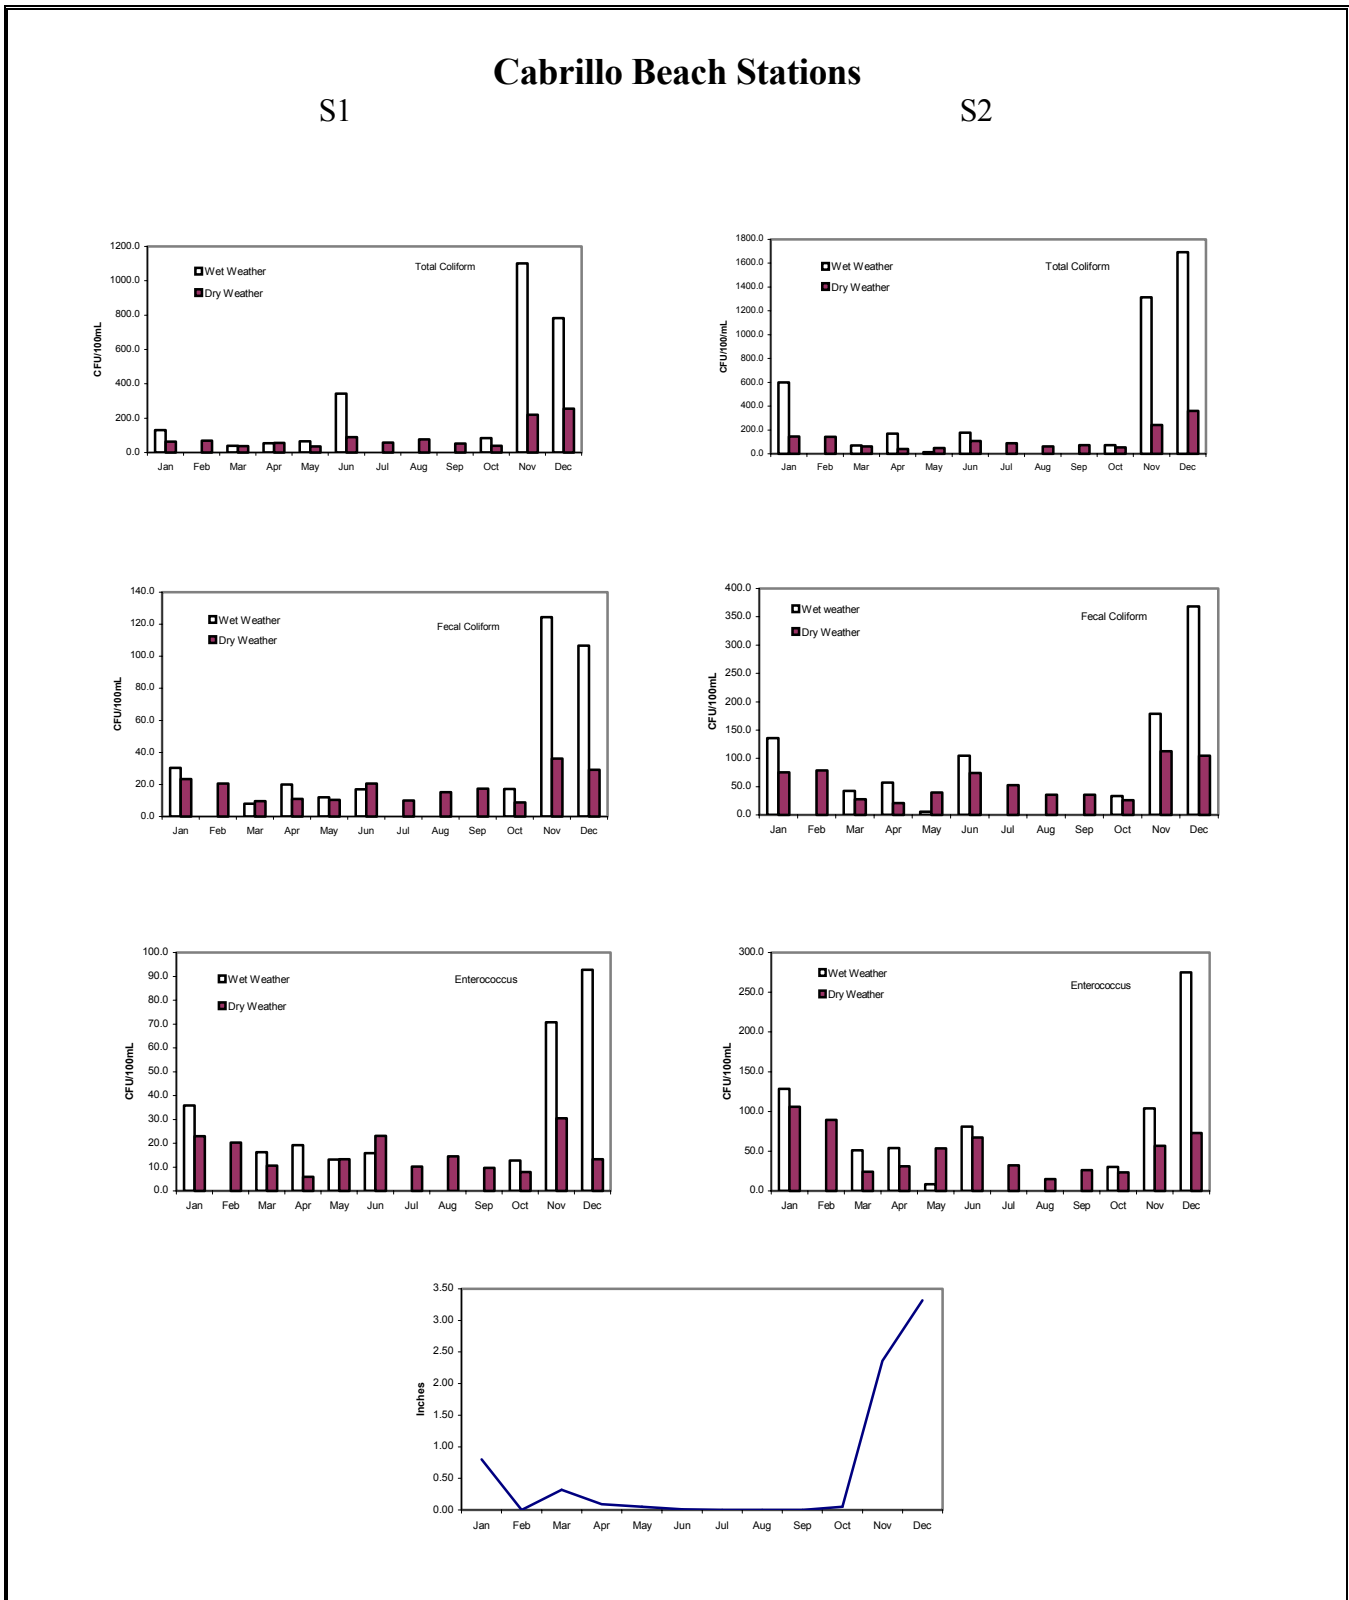 Cabrillo Beach Stations
S1
S2
1200.0
1000.0
800.0
600.0
400.0
200.0
0.0
CFU/100mL
Wet Weather
Dry Weather
Total Coliform
Jan Feb Mar Apr May Jun Jul Aug Sep Oct Nov Dec
1800.0
1600.0
1400.0
1200.0
1000.0
800.0
600.0
400.0
200.0
0.0
CFU/100/mL
Wet Weather
Dry Weather
Total Coliform
Jan Feb Mar Apr May Jun Jul Aug Sep Oct Nov Dec
140.0
120.0
100.0
80.0
60.0
40.0
20.0
0.0
CFU/100mL
Wet Weather
Dry Weather
Fecal Coliform
Jan Feb Mar Apr May Jun Jul Aug Sep Oct Nov Dec
400.0
350.0
300.0
250.0
200.0
150.0
100.0
50.0
0.0
CFU/100mL
Wet weather
Dry Weather
Fecal Coliform
Jan Feb Mar Apr May Jun Jul Aug Sep Oct Nov Dec
100.0
90.0
80.0
70.0
60.0
50.0
40.0
30.0
20.0
10.0
0.0
CFU/100mL
Wet Weather
Dry Weather
Enterococcus
Jan Feb Mar Apr May Jun Jul Aug Sep Oct Nov Dec
300.0
250.0
200.0
150.0
100.0
50.0
0.0
CFU/100mL
Wet Weather
Dry Weather
Enterococcus
Jan Feb Mar Apr May Jun Jul Aug Sep Oct Nov Dec
3.50
3.00
2.50
2.00
1.50
1.00
0.50
0.00
Inches
Jan Feb Mar Apr May Jun Jul Aug Sep Oct Nov Dec